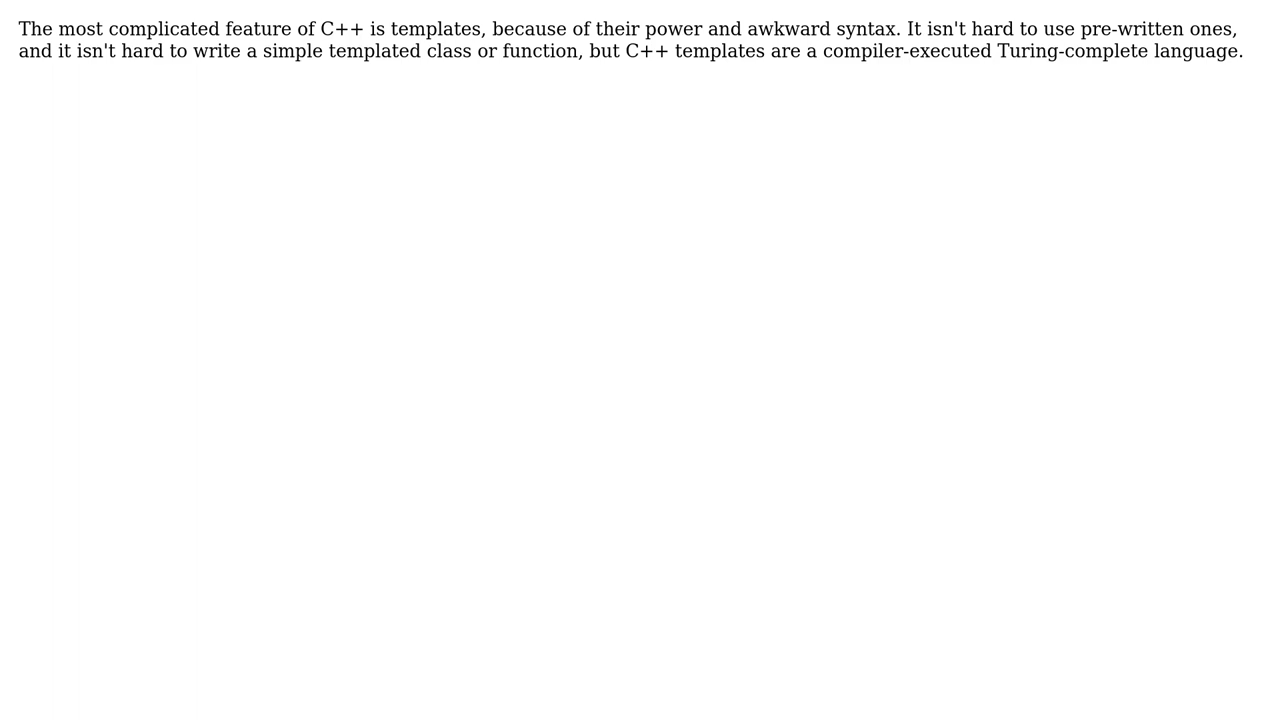 The most complicated feature of C++ is templates, because of their power and awkward syntax. It isn't hard to use pre-written ones,
and it isn't hard to write a simple templated class or function, but C++ templates are a compiler-executed Turing-complete language.